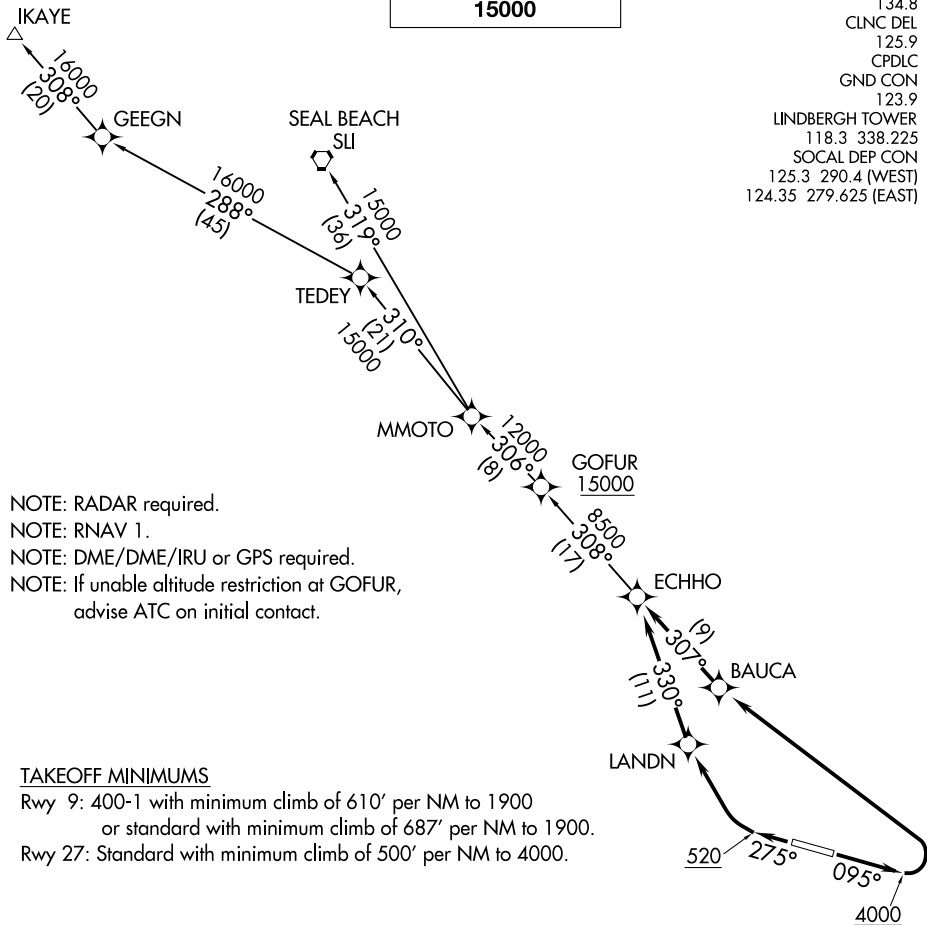 15000
134.8
CLNC DEL
125.9
CPDLC
GND CON
123.9
LINDBERGH TOWER
118.3 338.225
SOCAL DEP CON
125.3 290.4 (WEST)
124.35 279.625 (EAST)
IKAYE
16000
308°
(20)
GEEGN
SEAL BEACH
SLI
16000
288°
(45)
15000
319°
(36)
TEDEY
310°
(21)
15000
MMOTO
12000
306°
(8)
GOFUR
15000
8500
308°
(17)
ECHHO
(9)
307°
BAUCA
330°
(11)
LANDN
NOTE: RADAR required.
NOTE: RNAV 1.
NOTE: DME/DME/IRU or GPS required.
NOTE: If unable altitude restriction at GOFUR,
advise ATC on initial contact.
TAKEOFF MINIMUMS
Rwy 9: 400-1 with minimum climb of 610' per NM to 1900
or standard with minimum climb of 687' per NM to 1900.
Rwy 27: Standard with minimum climb of 500' per NM to 4000.
520
275°
095°
4000